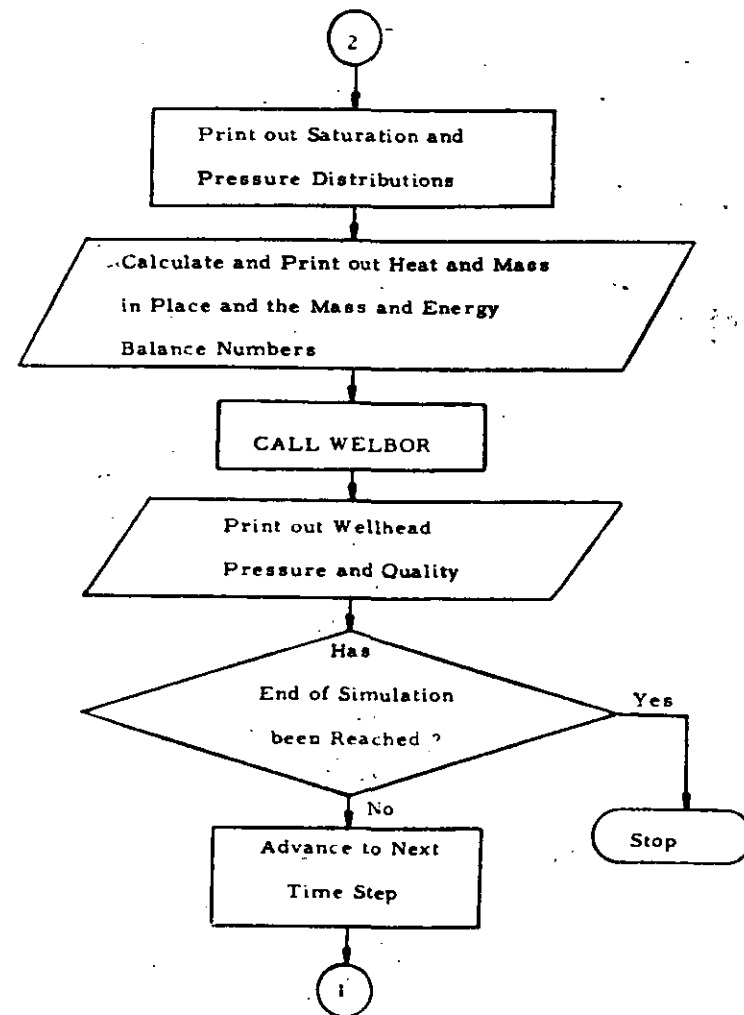 2
Print out Saturation and
Pressure Distributions
Calculate and Print out Heat and Mass
in Place and the Mass and Energy
Balance Numbers
CALL WELBOR
Print out Wellhead
Pressure and Quality
Has
End of Simulation
been Reached ?
Yes
No
Advance to Next
Time Step
Stop
1